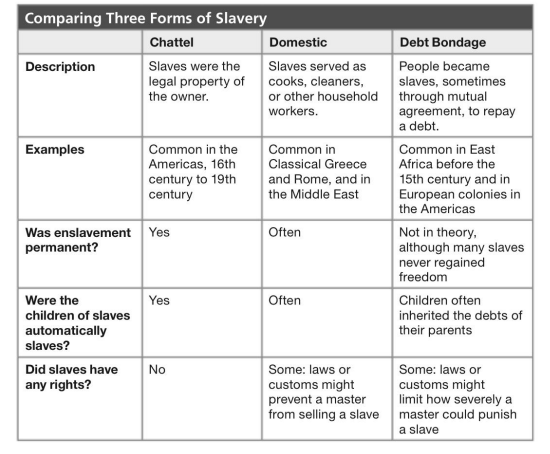 Comparing Three Forms of Slavery
Chattel
Domestic
Debt Bondage
Description
Slaves were the
legal property of
the owner.
Slaves served as
cooks, cleaners,
or other household
workers.
People became
slaves, sometimes
through mutual
agreement, to repay
a debt.
Examples
Common in the
Americas, 16th
century to 19th
century
Common in
Classical Greece
and Rome, and in
the Middle East
Common in East
Africa before the
15th century and in
European colonies in
the Americas
Was enslavement
permanent?
Yes
Often
Not in theory,
although many slaves
never regained
freedom
Were the
children of slaves
automatically
slaves?
Yes
Often
Children often
inherited the debts of
their parents
Did slaves have
any rights?
No
Some: laws or
customs might
prevent a master
from selling a slave
Some: laws or
customs might
limit how severely a
master could punish
a slave